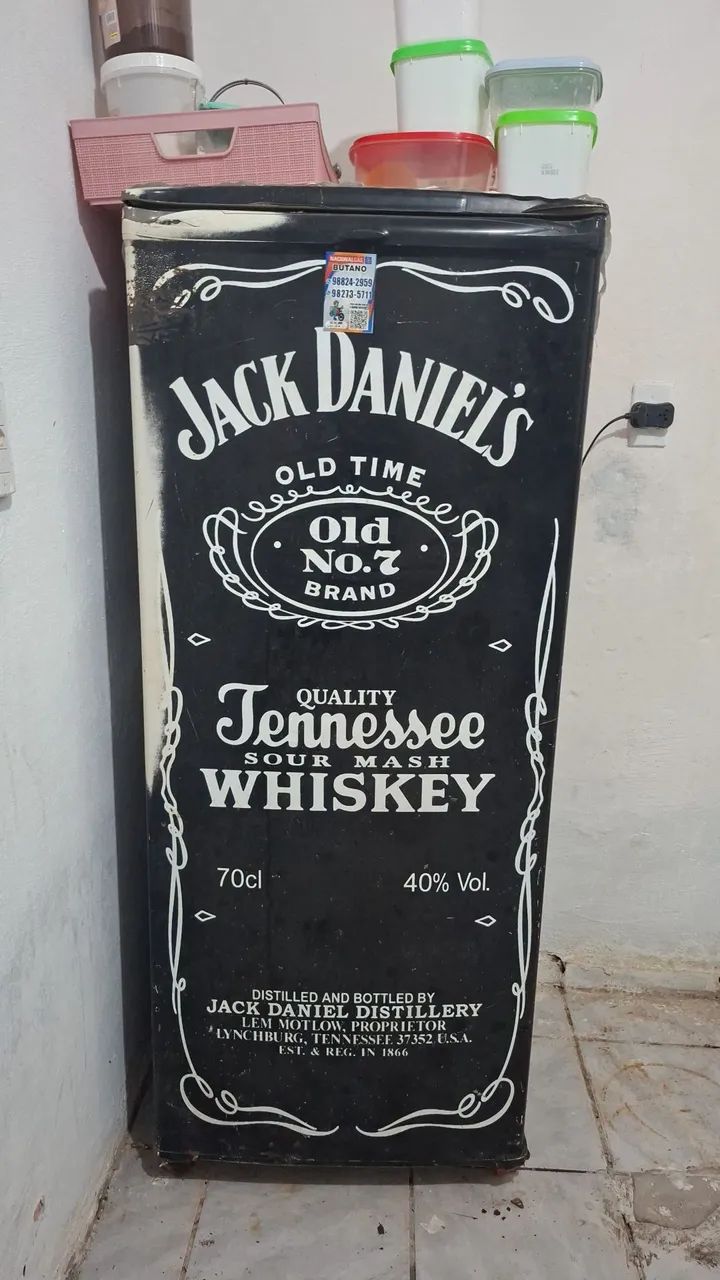 NACIONALGÁS
BUTANO
98824-2959
98273-5711
JACK DANIEL'S
OLD TIME
Old
No.7
BRAND
QUALITY
Tennessee
SOUR MASH
WHISKEY
70cl
40% Vol.
DISTILLED AND BOTTLED BY
JACK DANIEL DISTILLERY
LEM MOTLOW, PROPRIETOR
LYNCHBURG, TENNESSEE 37352 U.S.A.
EST. & REG. IN 1866